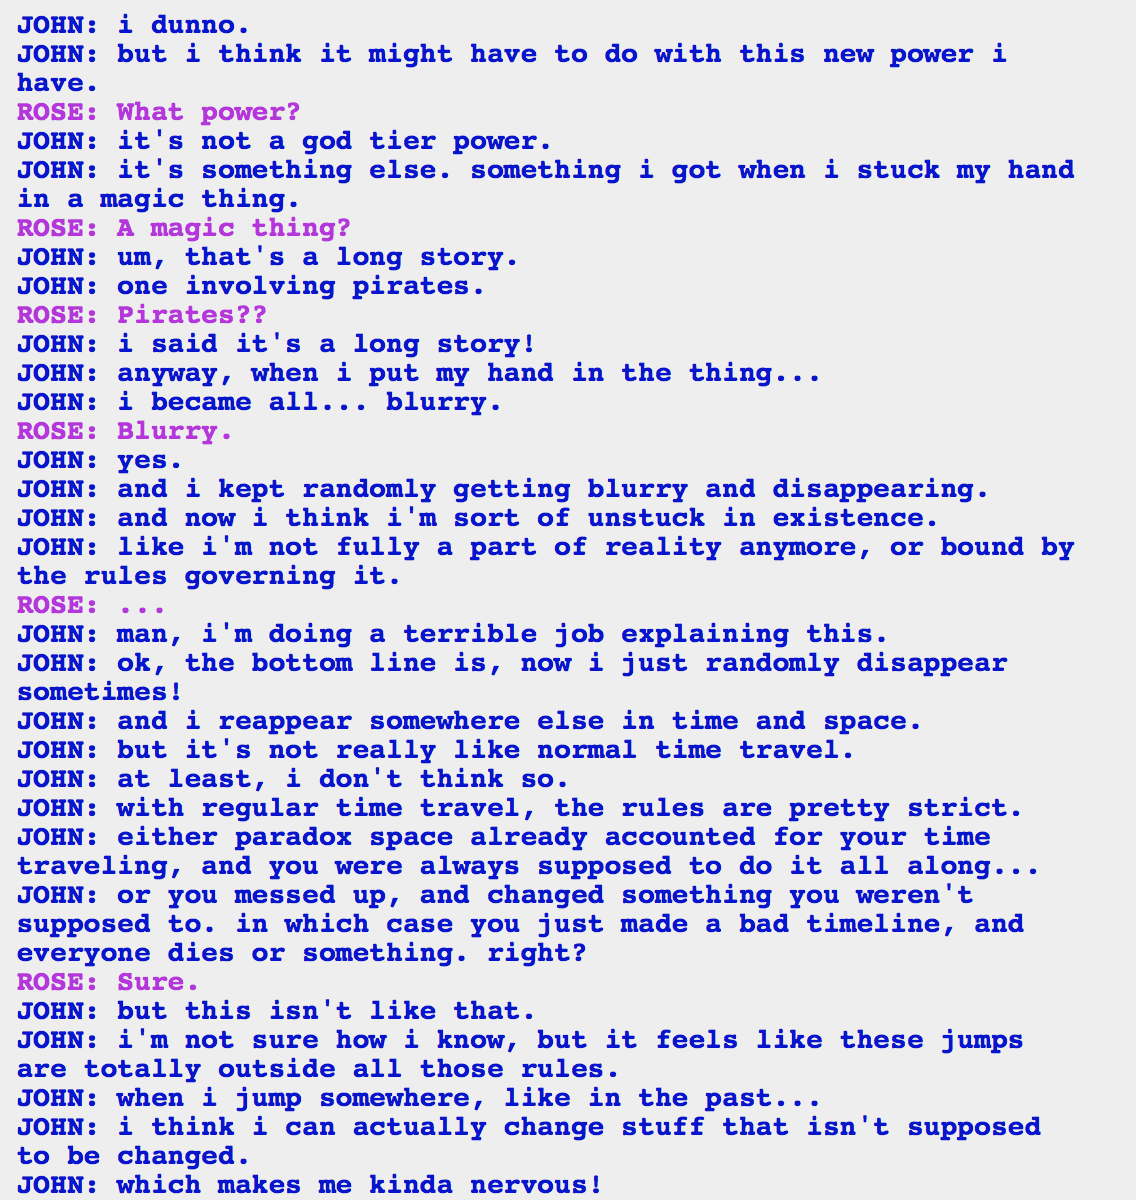 JOHN: i dunno.
JOHN: but i think it might have to do with this new power i
have.
ROSE: What power?
JOHN: it's not a god tier power.
JOHN: it's something else. something i got when i stuck my hand
in a magic thing.
ROSE: A magic thing?
JOHN: um, that's a long story.
JOHN: one involving pirates.
ROSE: Pirates??
JOHN: i said it's a long story!
JOHN: anyway, when i put my hand in the thing...
JOHN: i became all... blurry.
ROSE: Blurry.
JOHN: yes.
JOHN: and i kept randomly getting blurry and disappearing.
JOHN: and now i think i'm sort of unstuck in existence.
JOHN: like i'm not fully a part of reality anymore, or bound by
the rules governing it.
ROSE: ...
JOHN: man, i'm doing a terrible job explaining this.
JOHN: ok, the bottom line is, now i just randomly disappear
sometimes!
JOHN: and i reappear somewhere else in time and space.
JOHN: but it's not really like normal time travel.
JOHN: at least, i don't think so.
JOHN: with regular time travel, the rules are pretty strict.
JOHN: either paradox space already accounted for your time
traveling, and you were always supposed to do it all along...
JOHN: or you messed up, and changed something you weren't
supposed to. in which case you just made a bad timeline, and
everyone dies or something. right?
ROSE: Sure.
JOHN: but this isn't like that.
JOHN: i'm not sure how i know, but it feels like these jumps
are totally outside all those rules.
JOHN: when i jump somewhere, like in the past...
JOHN: i think i can actually change stuff that isn't supposed
to be changed.
JOHN: which makes me kinda nervous!